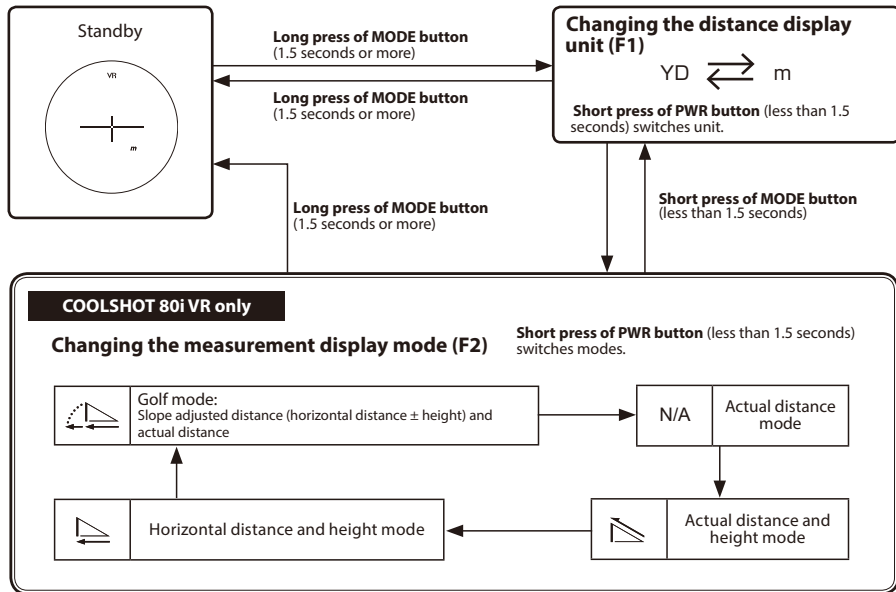 Standby
VR
m
Long press of MODE button
(1.5 seconds or more)
Long press of MODE button
(1.5 seconds or more)
Changing the distance display
unit (F1)
YD m
Short press of PWR button (less than 1.5
seconds) switches unit.
Long press of MODE button
(1.5 seconds or more)
Short press of MODE button
(less than 1.5 seconds)
COOLSHOT 80i VR only
Changing the measurement display mode (F2)
Short press of PWR button (less than 1.5 seconds)
switches modes.
Golf mode:
Slope adjusted distance (horizontal distance ± height) and
actual distance
N/A
Actual distance
mode
Horizontal distance and height mode
Actual distance and
height mode